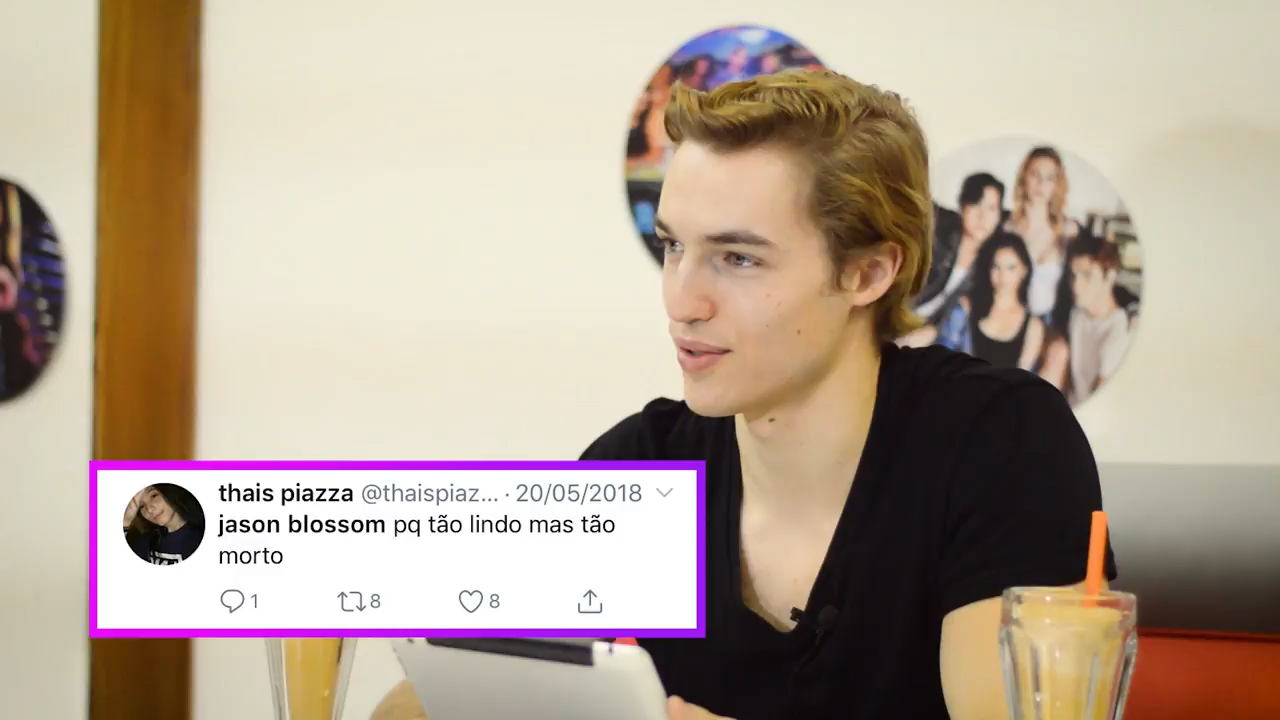 thais piazza @thaispiaz... · 20/05/2018
jason blossom pq tão lindo mas tão
morto
1 8 8